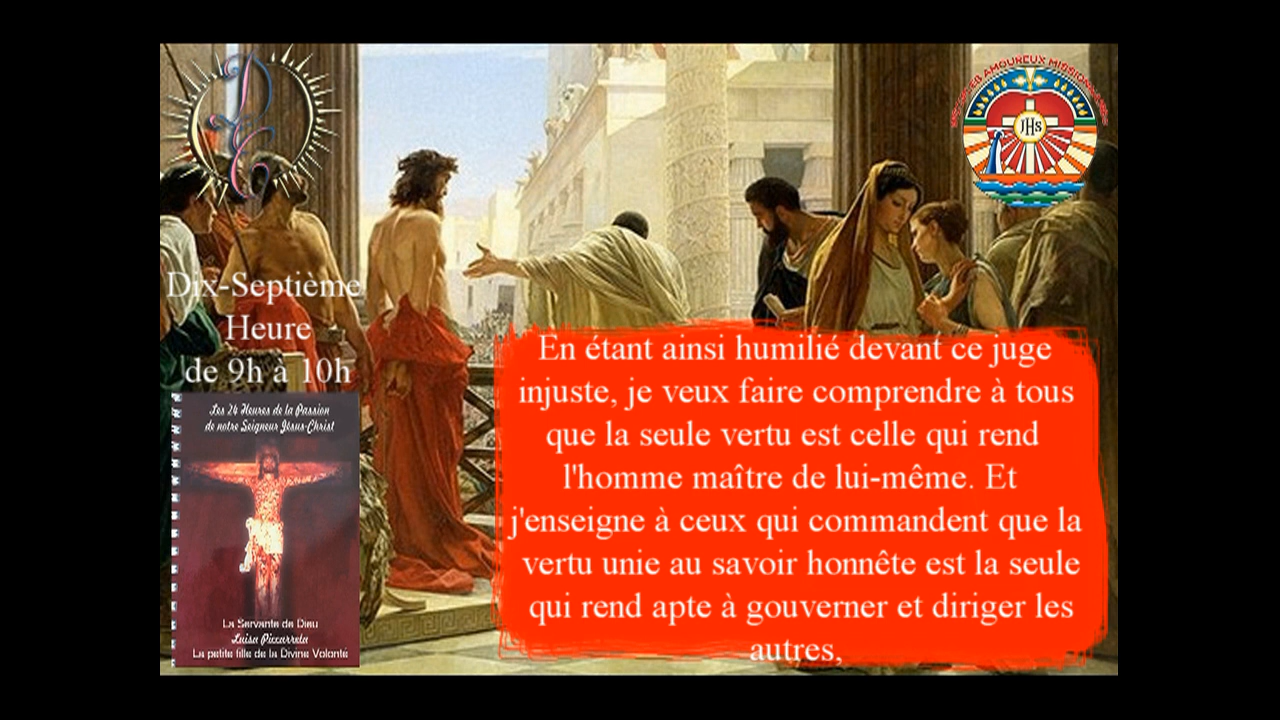 AMOUREUX
JHS
Dix-Septième
Heure
de 9h à 10h
Les 24 Heures de la Passion
de notre Seigneur Jésus-Christ
La Servante de Dieu
Luisa Piccarreta
La petite fille de la Divine Volonté
En étant ainsi humilié devant ce juge
injuste, je veux faire comprendre à tous
que la seule vertu est celle qui rend
l'homme maître de lui-même. Et
j'enseigne à ceux qui commandent que la
vertu unie au savoir honnête est la seule
qui rend apte à gouverner et diriger les
autres,